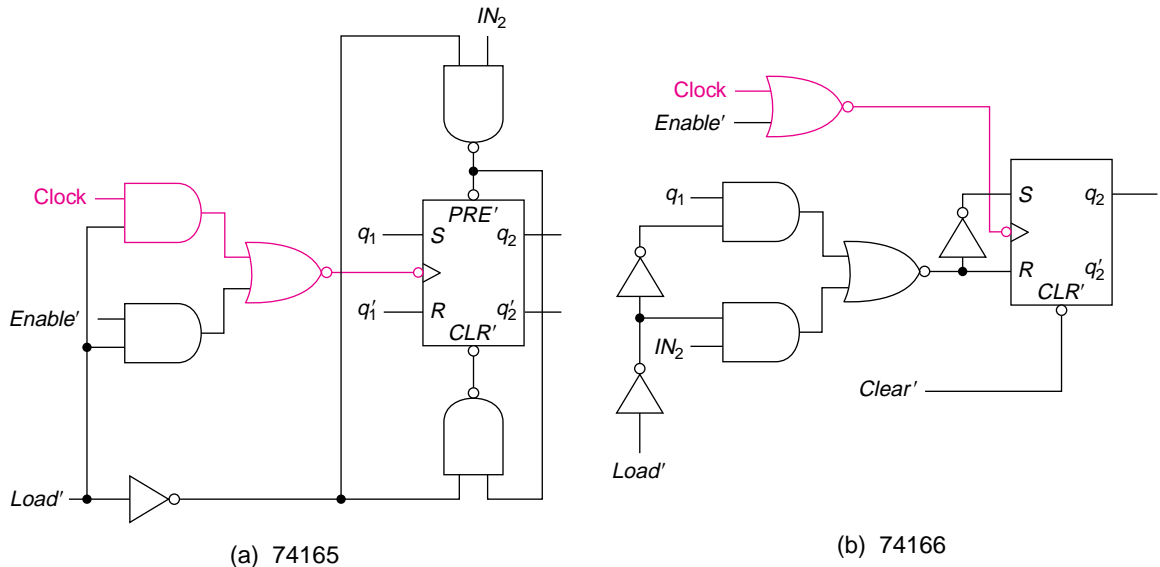 IN₂
Clock
Enable'
Load'
PRE'
q₁ S q₂
q₁' R q₂'
CLR'
(a) 74165
Clock
Enable'
q₁
IN₂
Load'
S q₂
R q₂'
CLR'
Clear'
(b) 74166